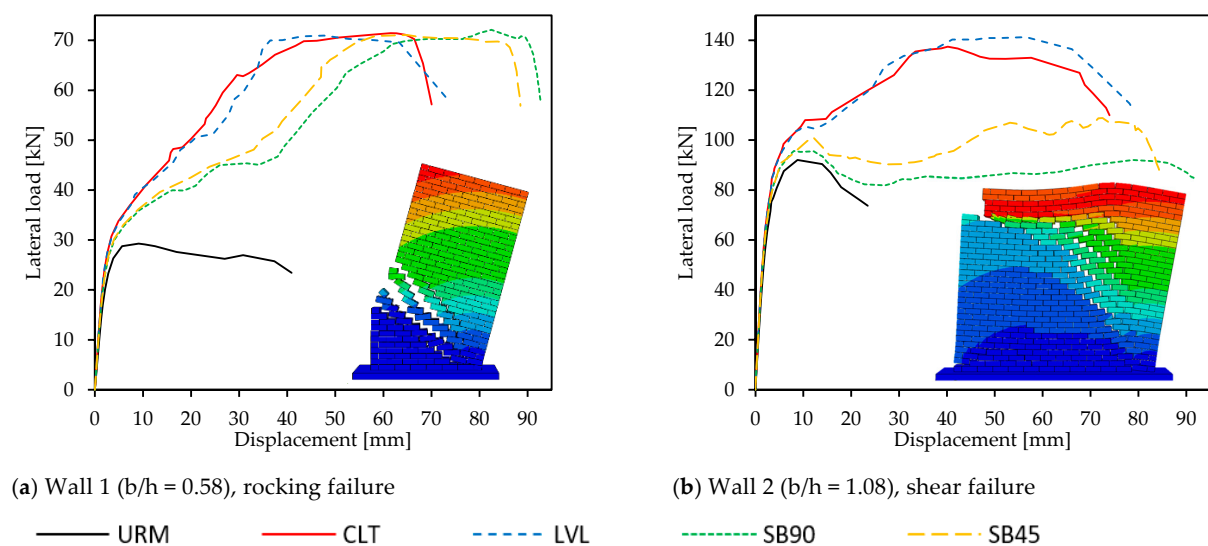 70
60
50
40
30
20
10
0
Lateral load [kN]
0 10 20 30 40 50 60 70 80 90
Displacement [mm]
(a) Wall 1 (b/h = 0.58), rocking failure
140
120
100
80
60
40
20
0
Lateral load [kN]
0 10 20 30 40 50 60 70 80 90
Displacement [mm]
(b) Wall 2 (b/h = 1.08), shear failure
URM CLT LVL SB90 SB45